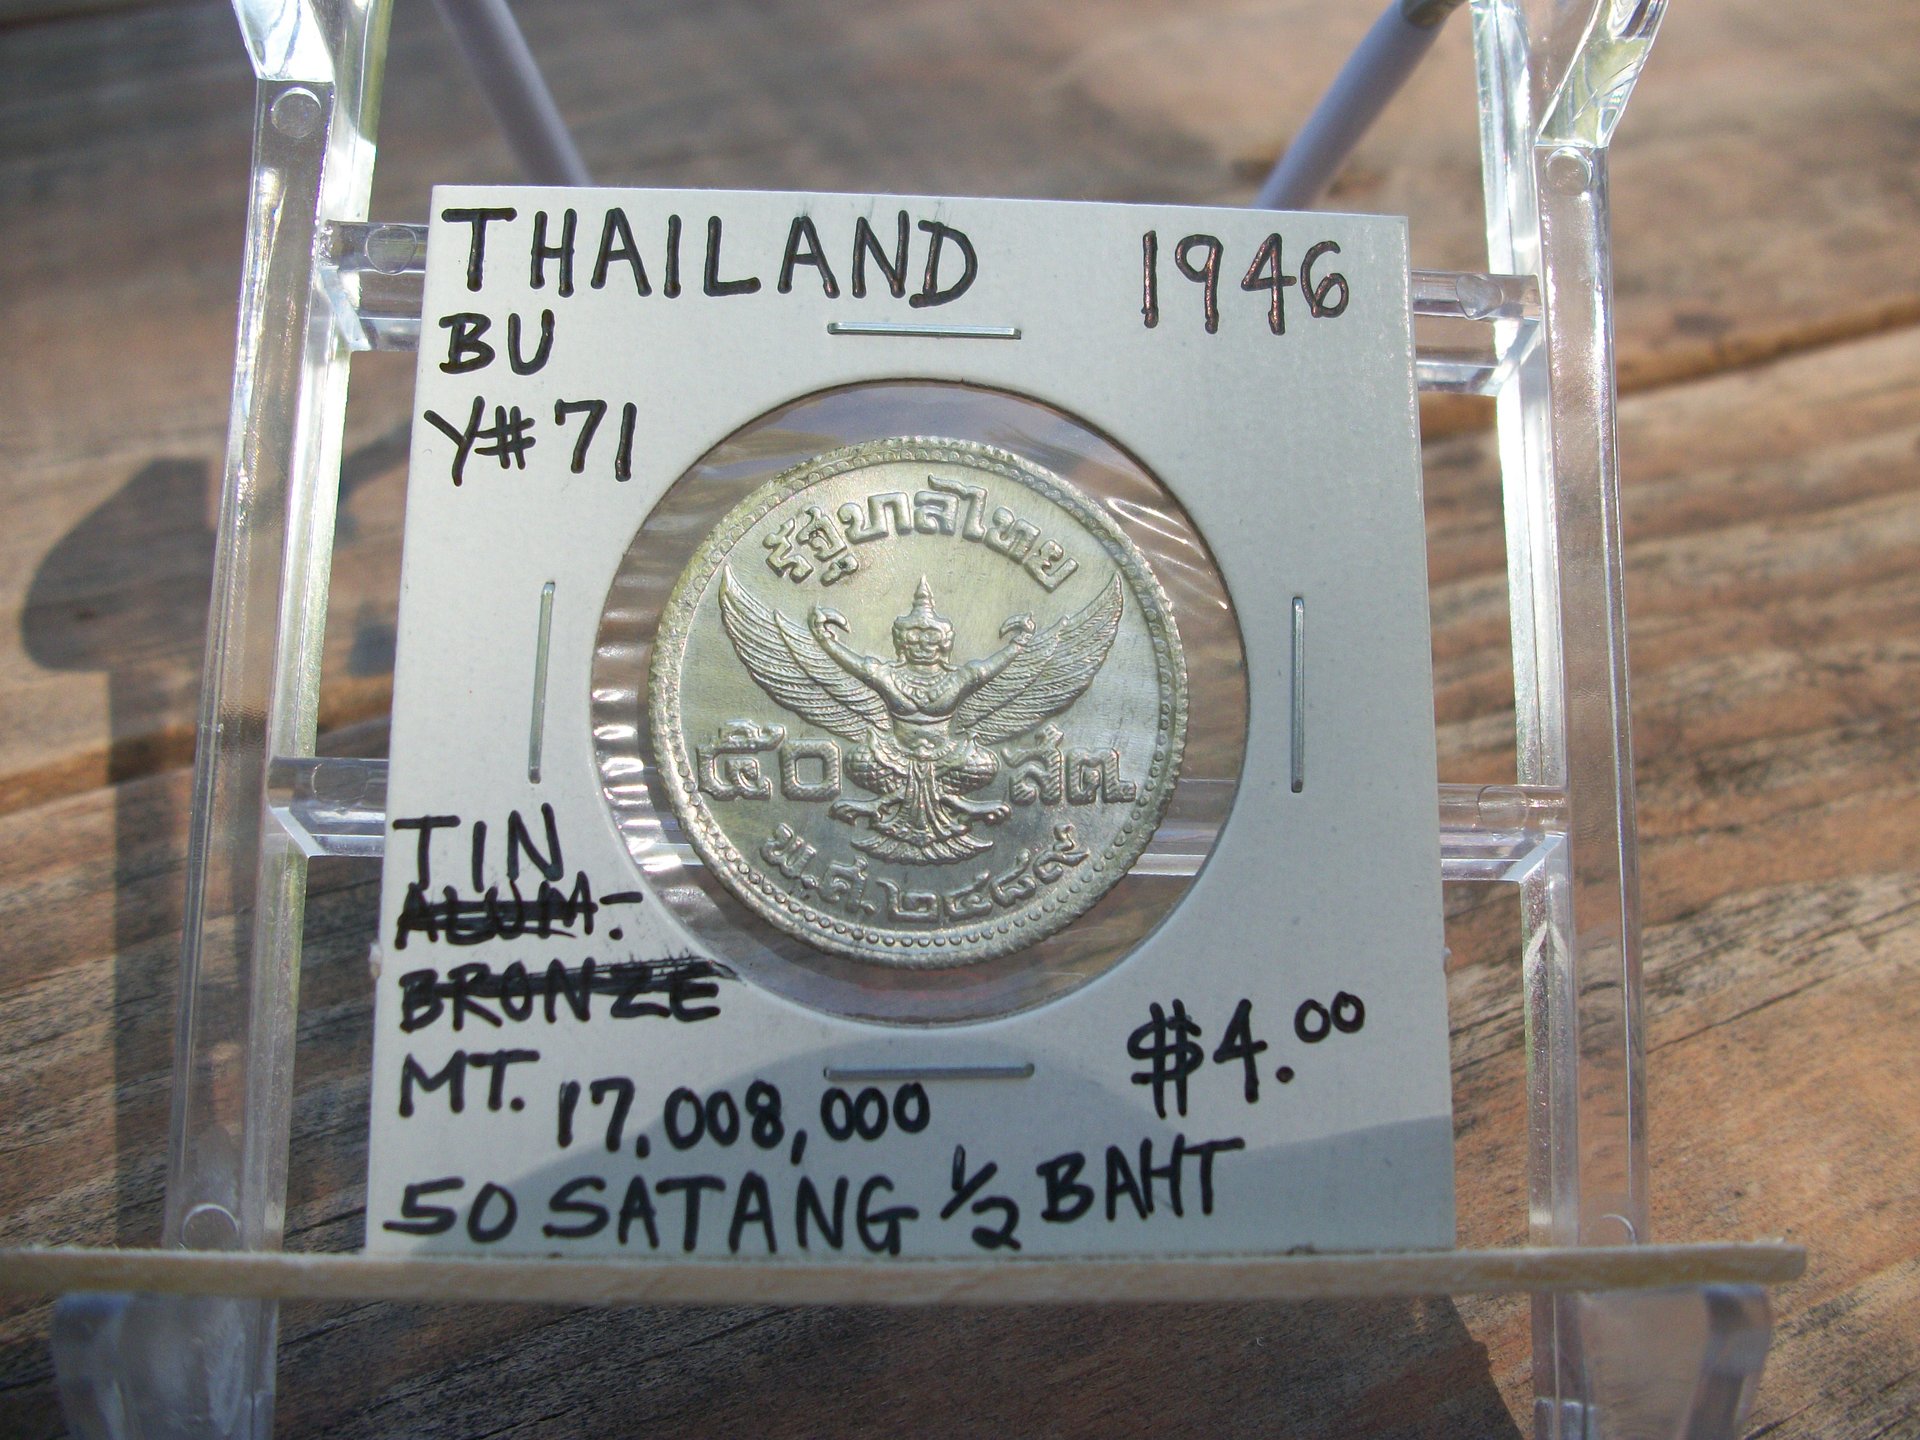 THAILAND 1946
BU
Y#71
รัฐบาลไทย
๕๐ สต
พ.ศ.๒๔๘๙
TIN
ALUM.-
BRONZE
MT. 17,008,000
$4.00
50 SATANG 1/2 BAHT